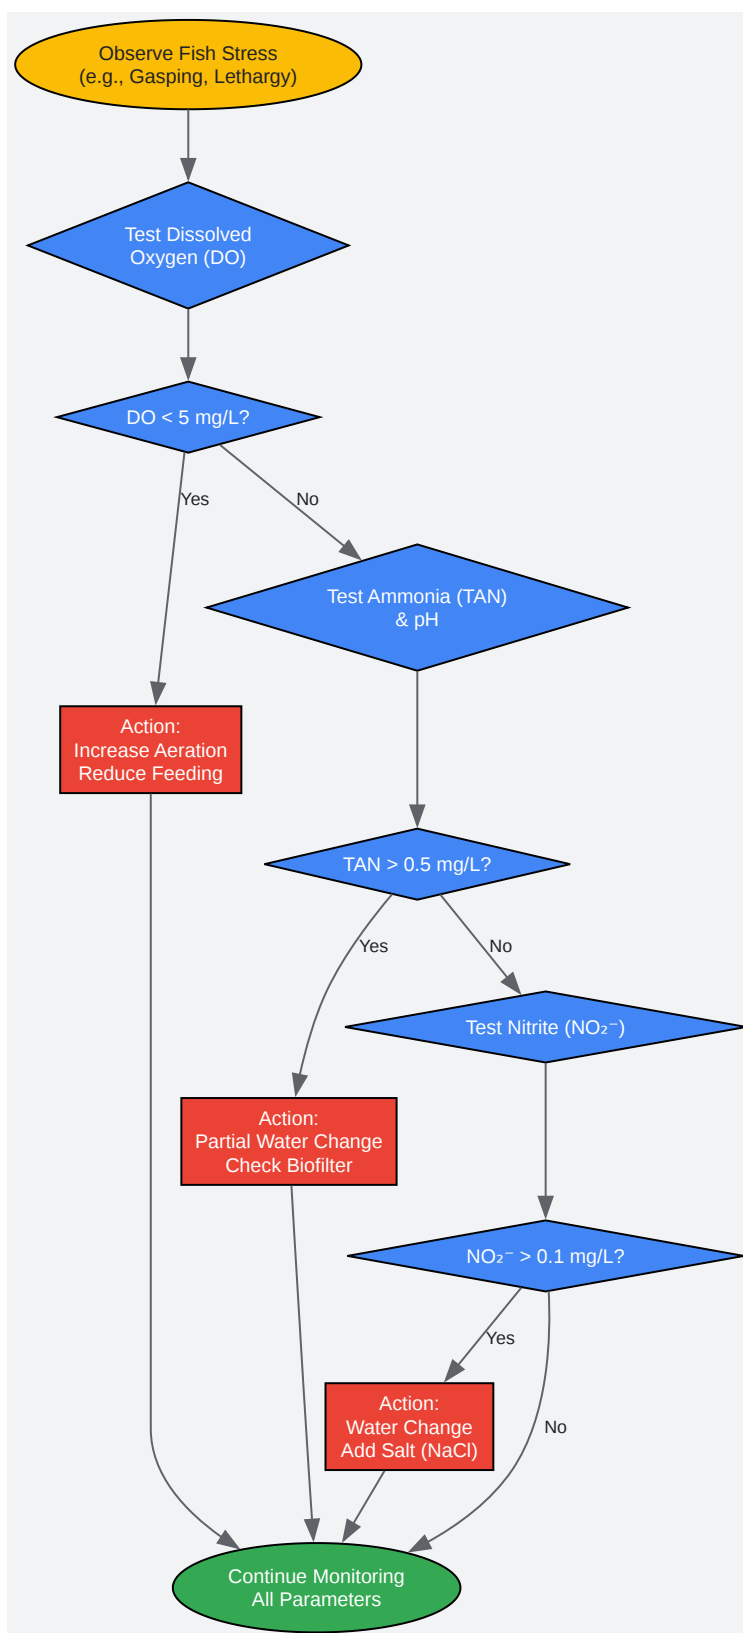 Observe Fish Stress
(e.g., Gasping, Lethargy)
Test Dissolved
Oxygen (DO)
DO < 5 mg/L?
Yes
No
Test Ammonia (TAN)
& pH
Action:
Increase Aeration
Reduce Feeding
TAN > 0.5 mg/L?
Yes
No
Test Nitrite (NO₂⁻)
Action:
Partial Water Change
Check Biofilter
NO₂⁻ > 0.1 mg/L?
Yes
No
Action:
Water Change
Add Salt (NaCl)
Continue Monitoring
All Parameters